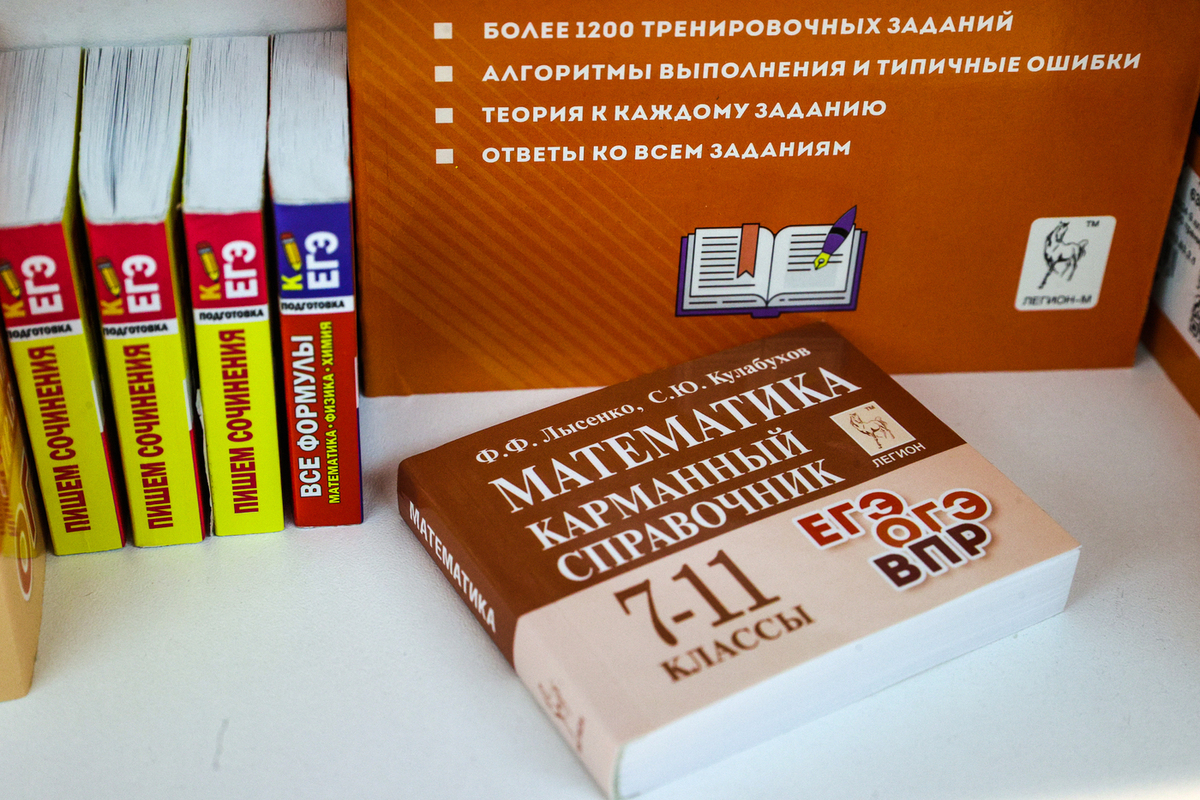 БОЛЕЕ 1200 ТРЕНИРОВОЧНЫХ ЗАДАНИЙ
АЛГОРИТМЫ ВЫПОЛНЕНИЯ И ТИПИЧНЫЕ ОШИБКИ
ТЕОРИЯ К КАЖДОМУ ЗАДАНИЮ
ОТВЕТЫ КО ВСЕМ ЗАДАНИЯМ
TM
ЛЕГИОН-М
К ЕГЭ
ПОДГОТОВКА
ПИШЕМ СОЧИНЕНИЯ
К ЕГЭ
ПОДГОТОВКА
ПИШЕМ СОЧИНЕНИЯ
К ЕГЭ
ПОДГОТОВКА
ПИШЕМ СОЧИНЕНИЯ
К ЕГЭ
ПОДГОТОВКА
ВСЕ ФОРМУЛЫ
МАТЕМАТИКА·ФИЗИКА·ХИМИЯ
Ф.Ф. Лысенко, С.Ю. Кулабухов
МАТЕМАТИКА
КАРМАННЫЙ
СПРАВОЧНИК
TM
ЛЕГИОН
ЕГЭ
ОГЭ
ВПР
7-11
КЛАССЫ
МАТЕМАТИКА